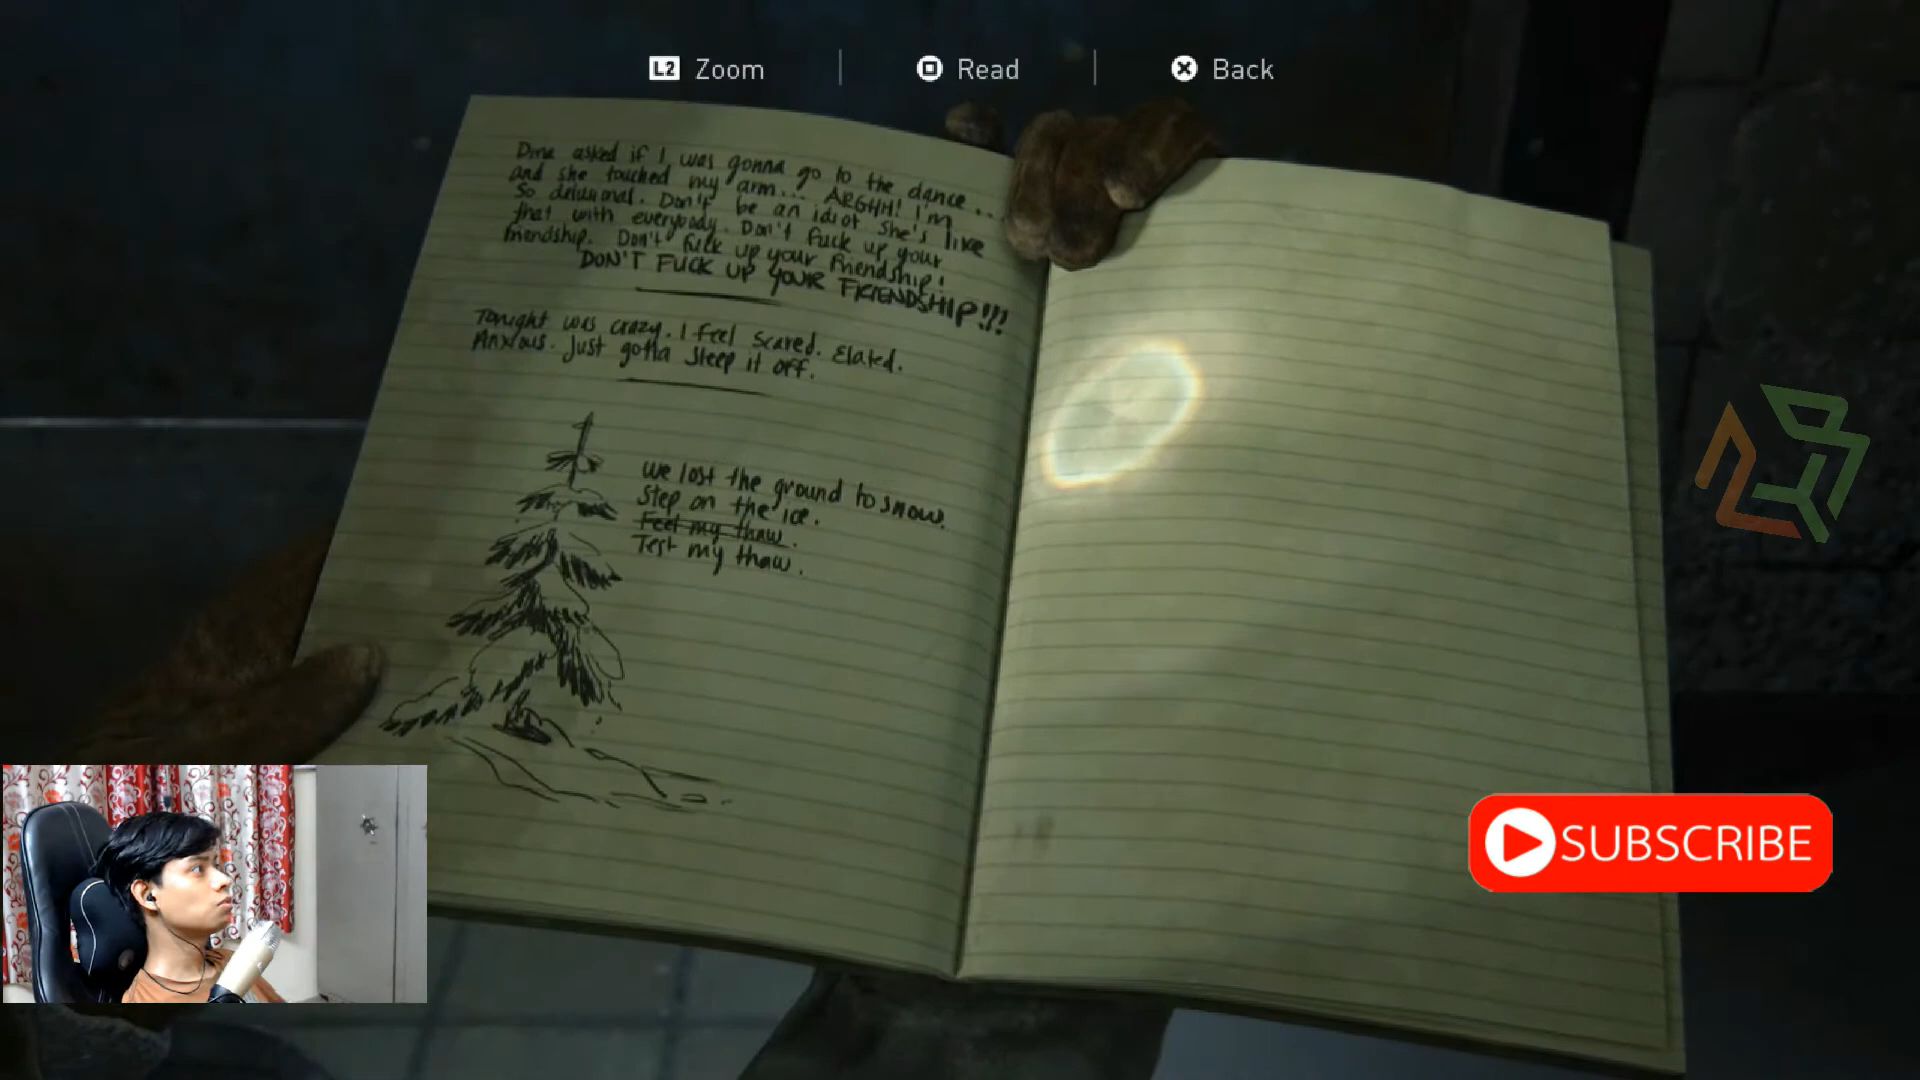 L2 Zoom Read Back
Dina asked if I was gonna go to the dance...
and she touched my arm... ARGHH! I'm
so delusional. Don't be an idiot She's like
that with everybody. Don't fuck up your
friendship. Don't fuck up your friendship!
DON'T FUCK UP YOUR FRIENDSHIP!!!
Tonight was crazy. I feel scared. Elated.
Anxious. Just gotta sleep it off.
We lost the ground to snow.
Step on the ice.
Feel my thaw.
Test my thaw.
SUBSCRIBE